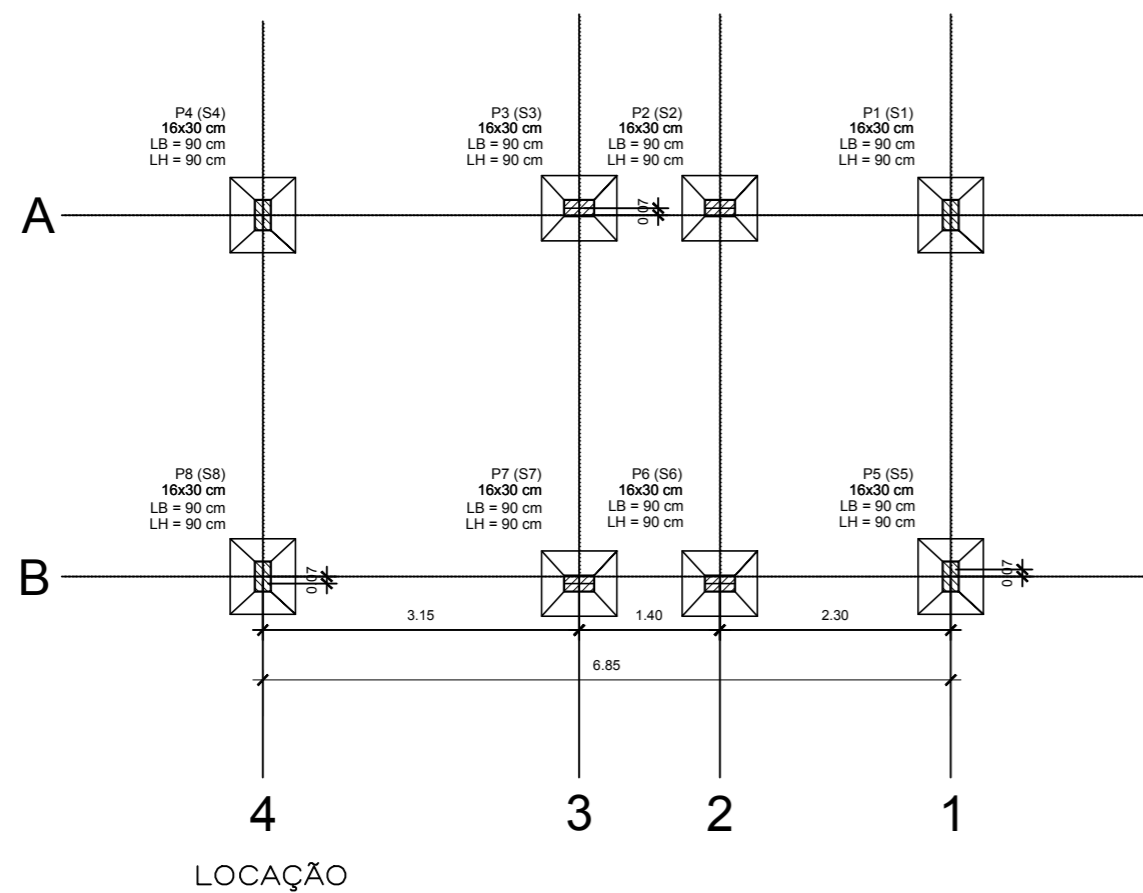 P4 (S4)
16x30 cm
LB = 90 cm
LH = 90 cm
P3 (S3)
16x30 cm
LB = 90 cm
LH = 90 cm
P2 (S2)
16x30 cm
LB = 90 cm
LH = 90 cm
P1 (S1)
16x30 cm
LB = 90 cm
LH = 90 cm
A
0.07
P8 (S8)
16x30 cm
LB = 90 cm
LH = 90 cm
P7 (S7)
16x30 cm
LB = 90 cm
LH = 90 cm
P6 (S6)
16x30 cm
LB = 90 cm
LH = 90 cm
P5 (S5)
16x30 cm
LB = 90 cm
LH = 90 cm
B
0.07
0.07
3.15
1.40
2.30
6.85
4
3
2
1
LOCAÇÃO